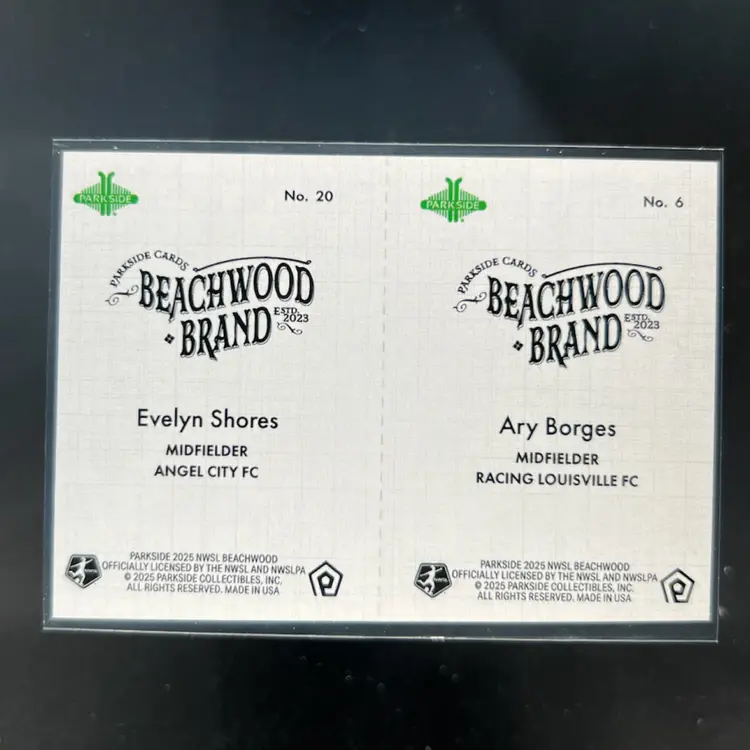 PARKSIDE
No. 20
PARKSIDE CARDS
BEACHWOOD
BRAND
ESTD.
2023
Evelyn Shores
MIDFIELDER
ANGEL CITY FC
PARKSIDE 2025 NWSL BEACHWOOD
OFFICIALLY LICENSED BY THE NWSL AND NWSLPA
© 2025 PARKSIDE COLLECTIBLES, INC.
ALL RIGHTS RESERVED. MADE IN USA
NWSL
P
PARKSIDE
No. 6
PARKSIDE CARDS
BEACHWOOD
BRAND
ESTD.
2023
Ary Borges
MIDFIELDER
RACING LOUISVILLE FC
PARKSIDE 2025 NWSL BEACHWOOD
OFFICIALLY LICENSED BY THE NWSL AND NWSLPA
© 2025 PARKSIDE COLLECTIBLES, INC.
ALL RIGHTS RESERVED. MADE IN USA
NWSL
P